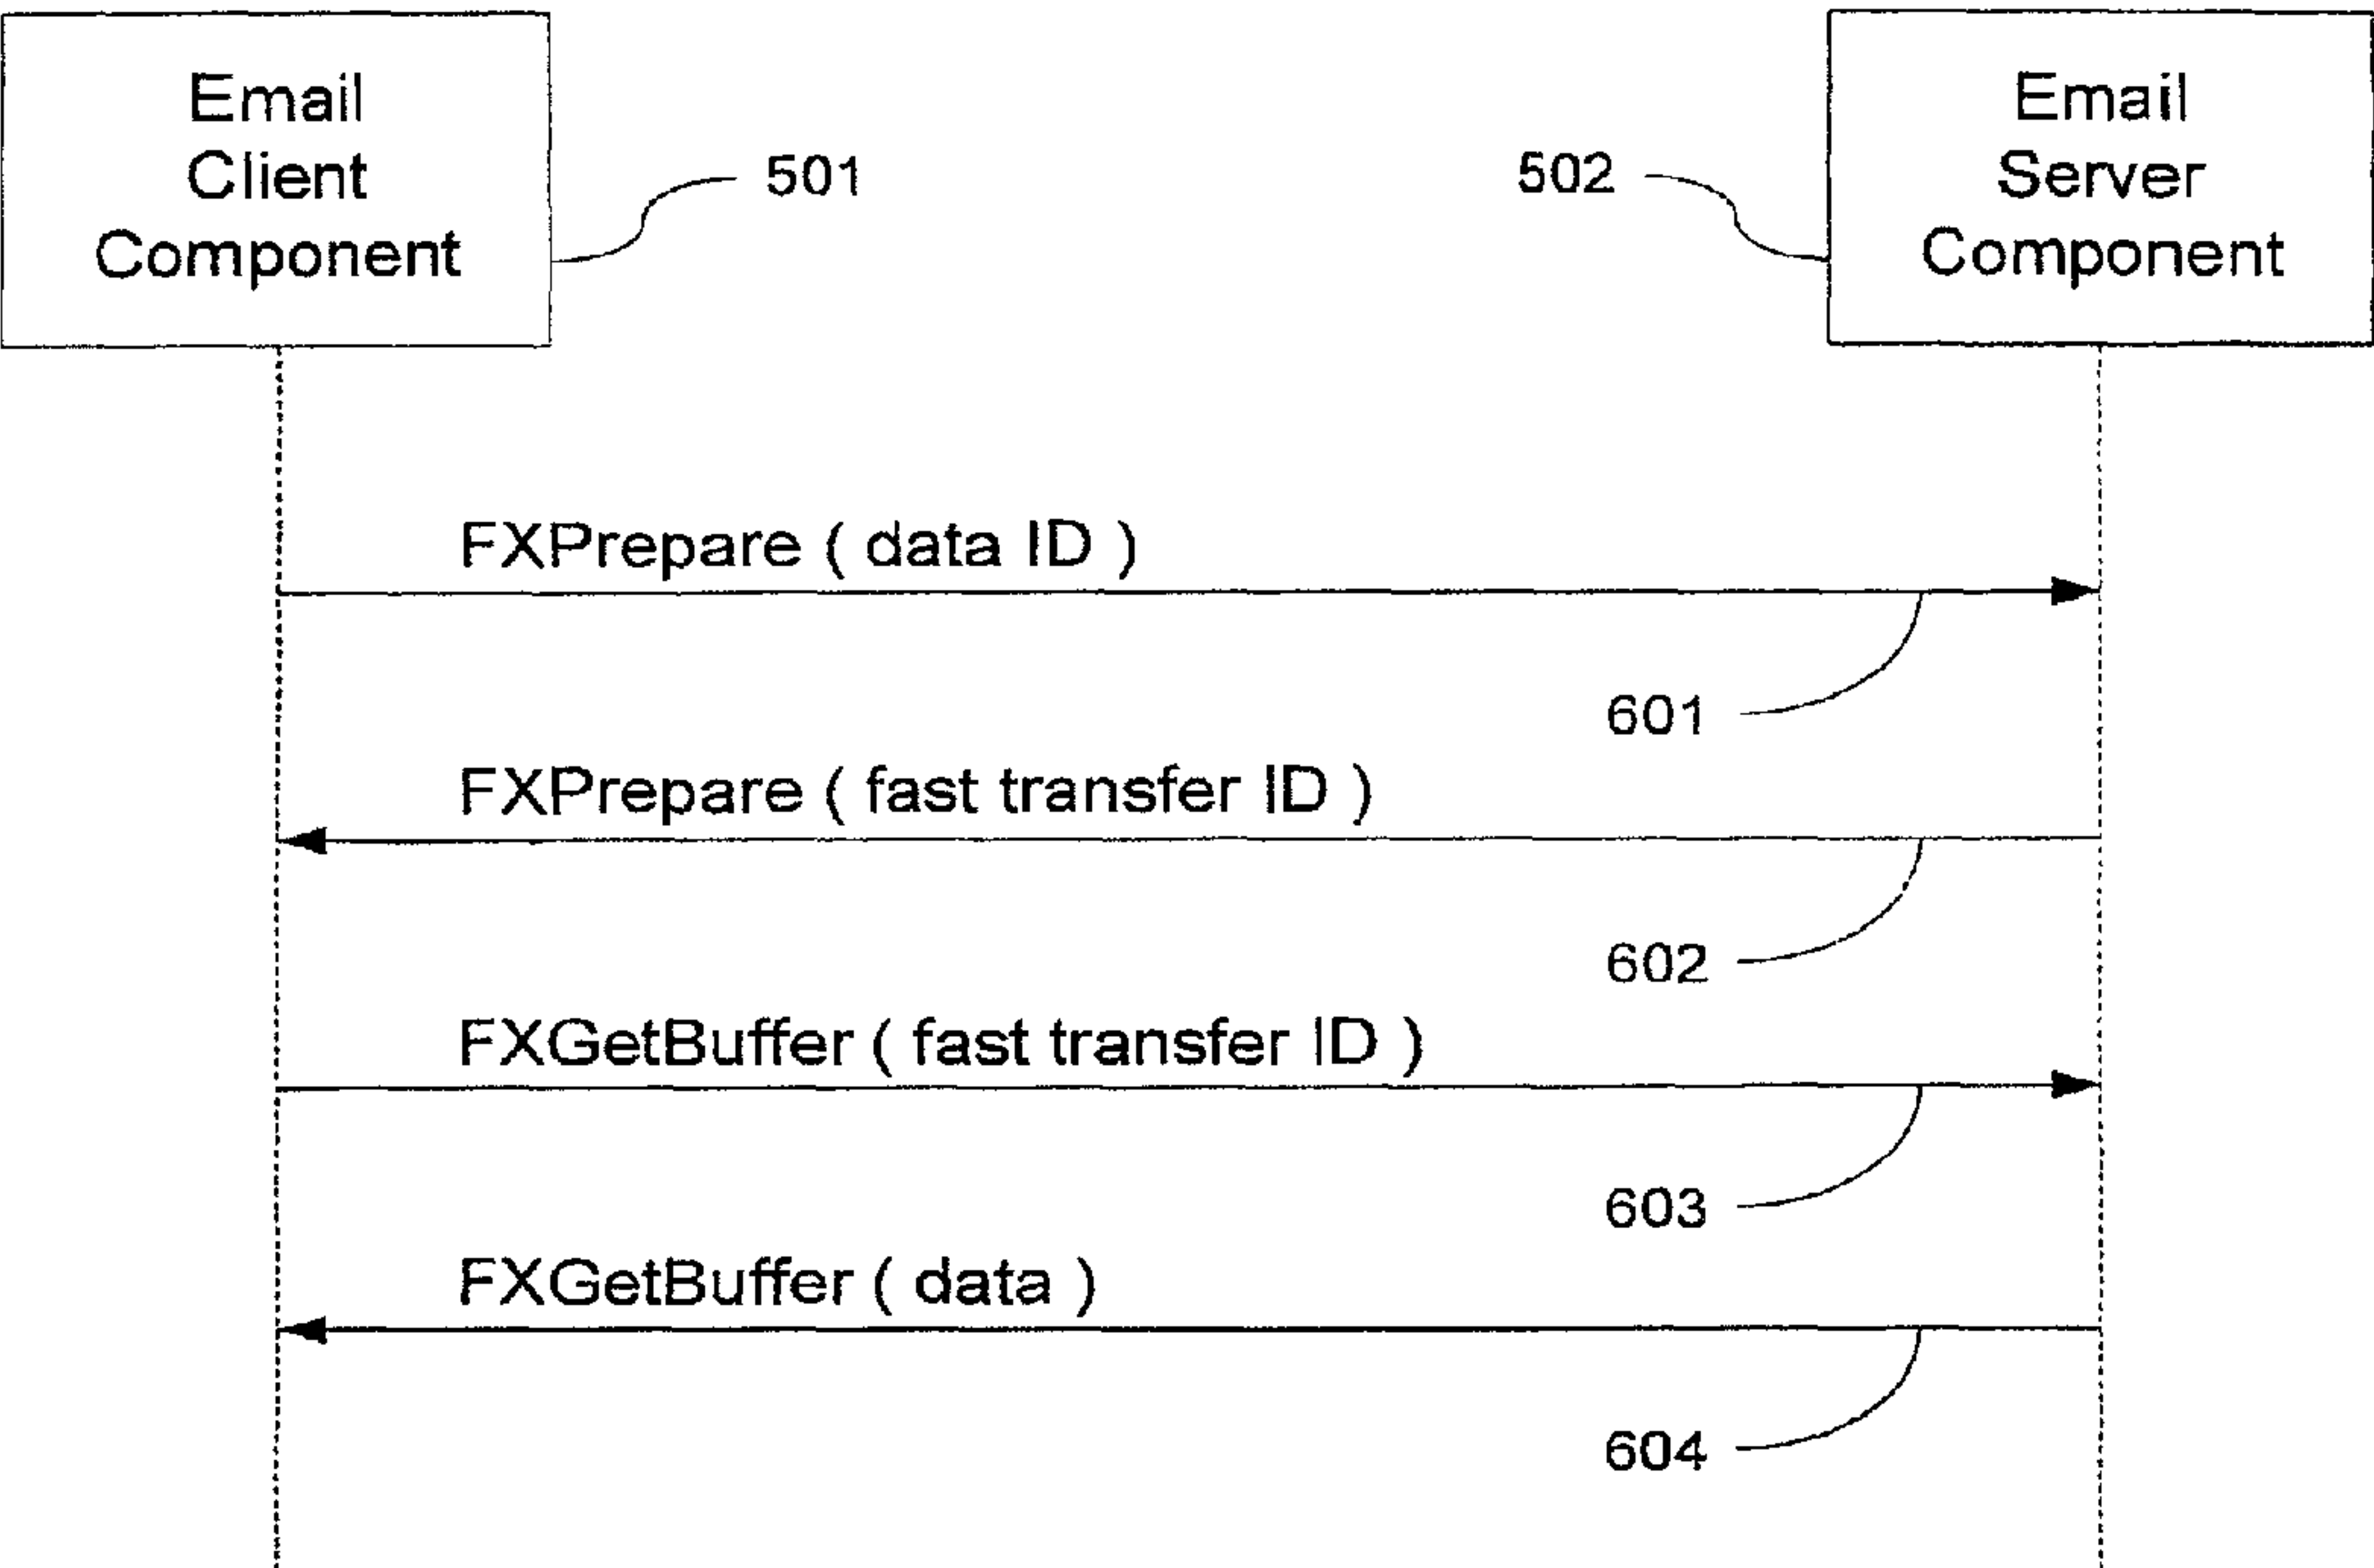 Email
Client
Component
501
502
Email
Server
Component
FXPrepare ( data ID )
601
FXPrepare ( fast transfer ID )
602
FXGetBuffer ( fast transfer ID )
603
FXGetBuffer ( data )
604